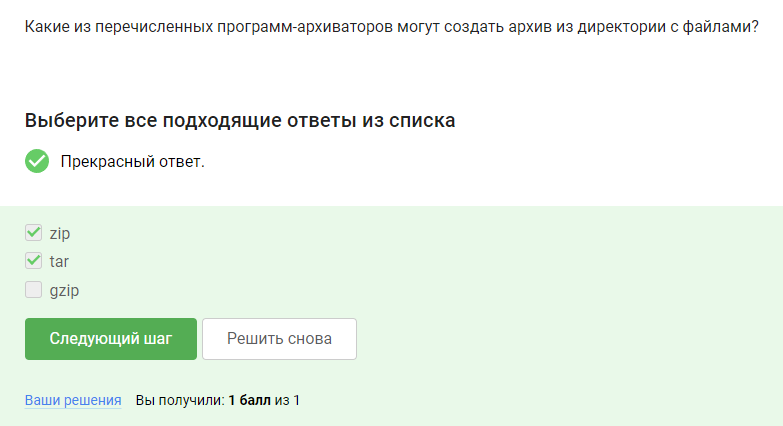 Какие из перечисленных программ-архиваторов могут создать архив из директории с файлами?
Выберите все подходящие ответы из списка
Прекрасный ответ.
zip
tar
gzip
Следующий шаг Решить снова
Ваши решения Вы получили: 1 балл из 1